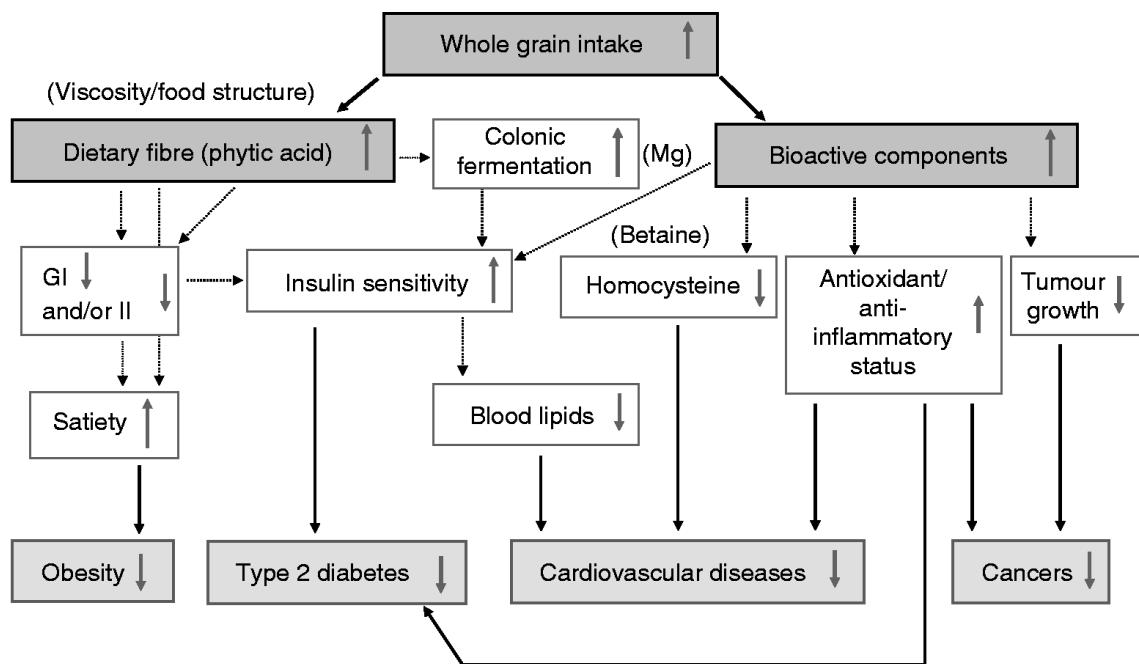 Whole grain intake
(Viscosity/food structure)
Dietary fibre (phytic acid)
Colonic
fermentation
(Mg)
Bioactive components
GI
and/or II
Insulin sensitivity
(Betaine)
Homocysteine
Antioxidant/
anti-
inflammatory
status
Tumour
growth
Satiety
Blood lipids
Obesity
Type 2 diabetes
Cardiovascular diseases
Cancers